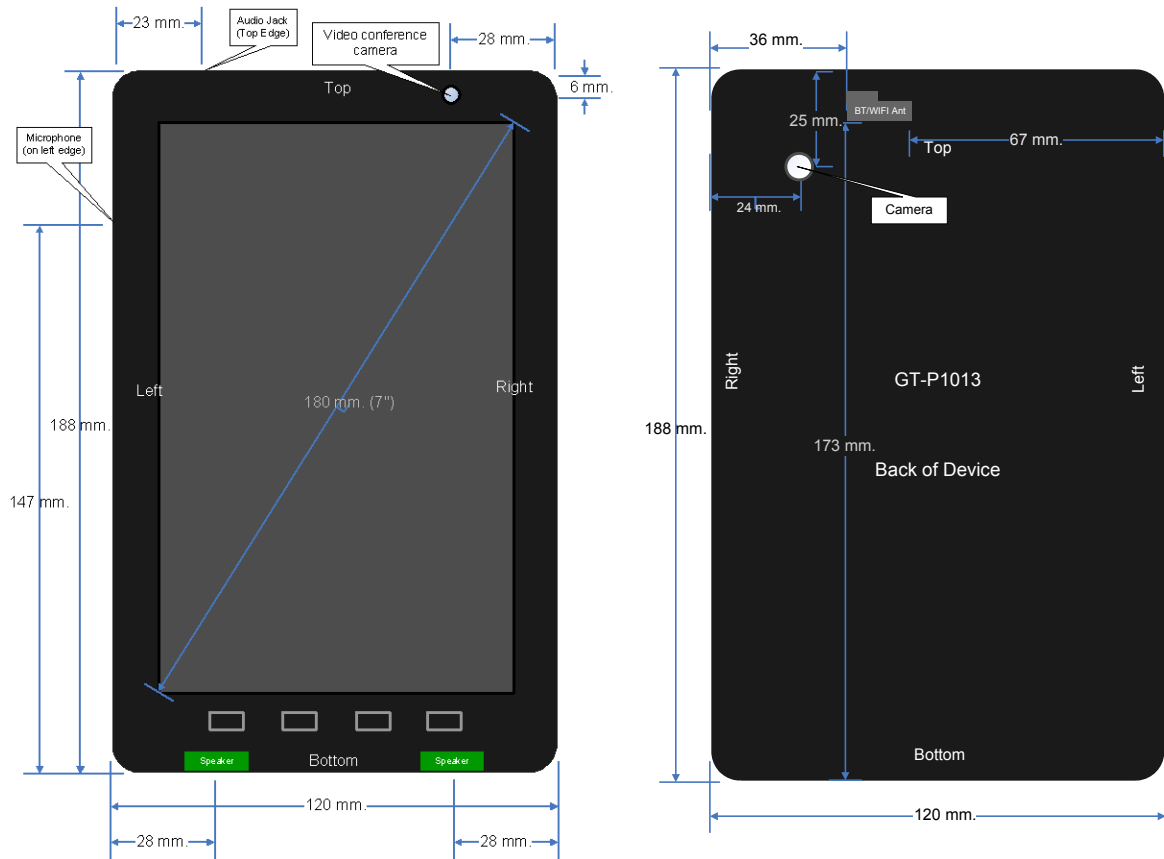 23 mm.
Audio Jack
(Top Edge)
Video conference
camera
28 mm.
6 mm.
Top
Microphone
(on left edge)
Left
Right
180 mm. (7")
188 mm.
147 mm.
Speaker
Bottom
Speaker
120 mm.
28 mm.
28 mm.
36 mm.
BT/WIFI Ant
25 mm.
Top
67 mm.
24 mm.
Camera
Right
GT-P1013
Left
188 mm.
173 mm.
Back of Device
Bottom
120 mm.